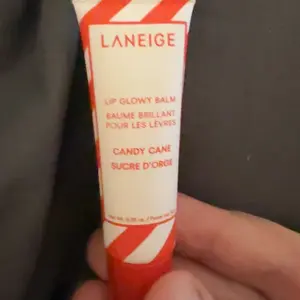 LANEIGE
LIP GLOWY BALM
BAUME BRILLANT
POUR LES LÈVRES
CANDY CANE
SUCRE D'ORGE